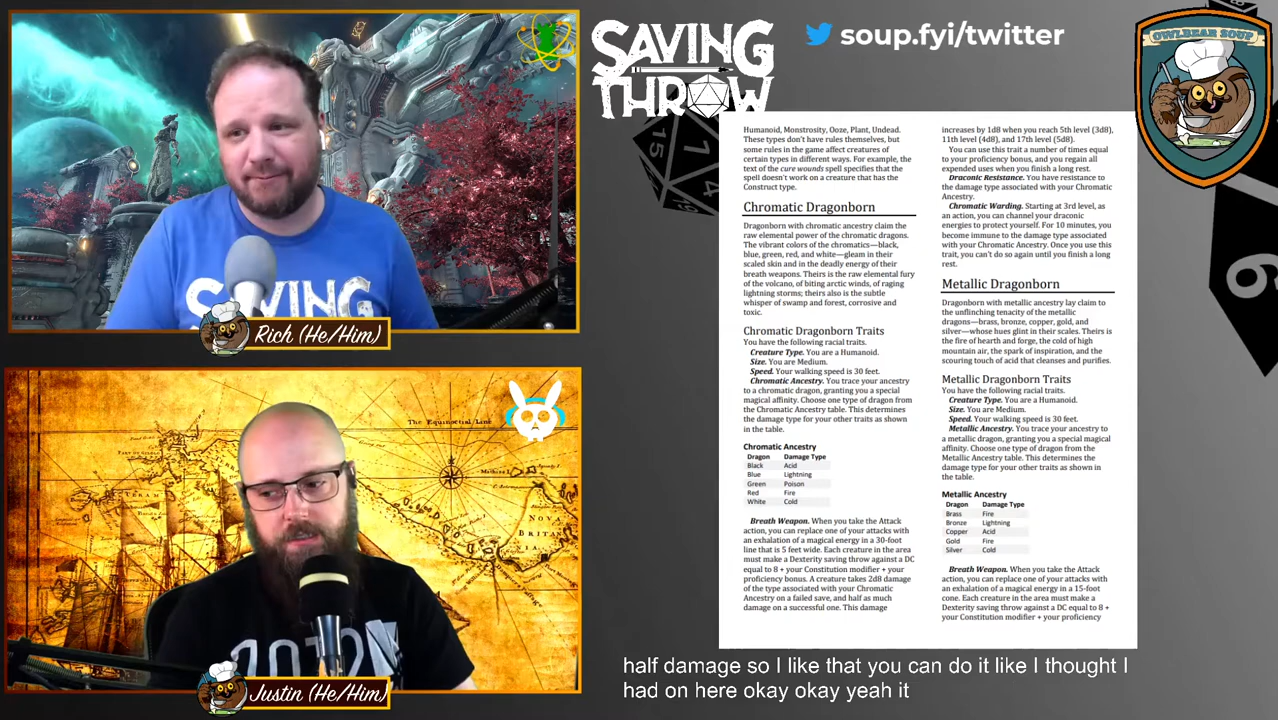 SAVING
THROW
soup.fyi/twitter
OWLBEAR SOUP
SAVING
Rich (He/Him)
The Equinoctial Line
Justin (He/Him)
Humanoid, Monstrosity, Ooze, Plant, Undead.
These types don't have rules themselves, but
some rules in the game affect creatures of
certain types in different ways. For example, the
text of the cure wounds spell specifies that the
spell doesn't work on a creature that has the
Construct type.
Chromatic Dragonborn
Dragonborn with chromatic ancestry claim the
raw elemental power of the chromatic dragons.
The vibrant colors of the chromatics—black,
blue, green, red, and white—gleam in their
scaled skin and in the deadly energy of their
breath weapons. Theirs is the raw elemental fury
of the volcano, of biting arctic winds, of raging
lightning storms; theirs also is the subtle
whisper of swamp and forest, corrosive and
toxic.
Chromatic Dragonborn Traits
You have the following racial traits.
Creature Type. You are a Humanoid.
Size. You are Medium.
Speed. Your walking speed is 30 feet.
Chromatic Ancestry. You trace your ancestry
to a chromatic dragon, granting you a special
magical affinity. Choose one type of dragon from
the Chromatic Ancestry table. This determines
the damage type for your other traits as shown
in the table.
Chromatic Ancestry
Dragon Damage Type
Black Acid
Blue Lightning
Green Poison
Red Fire
White Cold
Breath Weapon. When you take the Attack
action, you can replace one of your attacks with
an exhalation of a magical energy in a 30-foot
line that is 5 feet wide. Each creature in the area
must make a Dexterity saving throw against a DC
equal to 8 + your Constitution modifier + your
proficiency bonus. A creature takes 2d8 damage
of the type associated with your Chromatic
Ancestry on a failed save, and half as much
damage on a successful one. This damage
increases by 1d8 when you reach 5th level (3d8),
11th level (4d8), and 17th level (5d8).
You can use this trait a number of times equal
to your proficiency bonus, and you regain all
expended uses when you finish a long rest.
Draconic Resistance. You have resistance to
the damage type associated with your Chromatic
Ancestry.
Chromatic Warding. Starting at 3rd level, as
an action, you can channel your draconic
energies to protect yourself. For 10 minutes, you
become immune to the damage type associated
with your Chromatic Ancestry. Once you use this
trait, you can't do so again until you finish a long
rest.
Metallic Dragonborn
Dragonborn with metallic ancestry lay claim to
the unflinching tenacity of the metallic
dragons—brass, bronze, copper, gold, and
silver—whose hues glint in their scales. Theirs is
the fire of hearth and forge, the cold of high
mountain air, the spark of inspiration, and the
scouring touch of acid that cleanses and purifies.
Metallic Dragonborn Traits
You have the following racial traits.
Creature Type. You are a Humanoid.
Size. You are Medium.
Speed. Your walking speed is 30 feet.
Metallic Ancestry. You trace your ancestry to
a metallic dragon, granting you a special magical
affinity. Choose one type of dragon from the
Metallic Ancestry table. This determines the
damage type for your other traits as shown in
the table.
Metallic Ancestry
Dragon Damage Type
Brass Fire
Bronze Lightning
Copper Acid
Gold Fire
Silver Cold
Breath Weapon. When you take the Attack
action, you can replace one of your attacks with
an exhalation of a magical energy in a 15-foot
cone. Each creature in the area must make a
Dexterity saving throw against a DC equal to 8 +
your Constitution modifier + your proficiency
half damage so I like that you can do it like I thought I
had on here okay okay yeah it